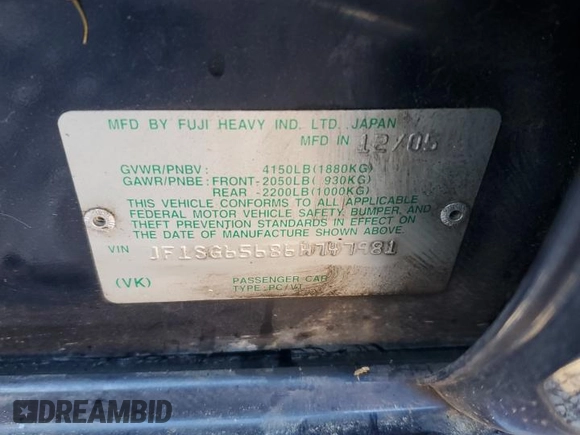 MFD BY FUJI HEAVY IND. LTD. JAPAN
MFD IN 12/05
GVWR/PNBV : 4150LB(1880KG)
GAWR/PNBE : FRONT-2050LB( 930KG)
REAR -2200LB(1000KG)
THIS VEHICLE CONFORMS TO ALL APPLICABLE
FEDERAL MOTOR VEHICLE SAFETY, BUMPER, AND
THEFT PREVENTION STANDARDS IN EFFECT ON
THE DATE OF MANUFACTURE SHOWN ABOVE.
VIN JF1SG65686H747981
(VK) PASSENGER CAR
TYPE:PC/VT
DREAMBID